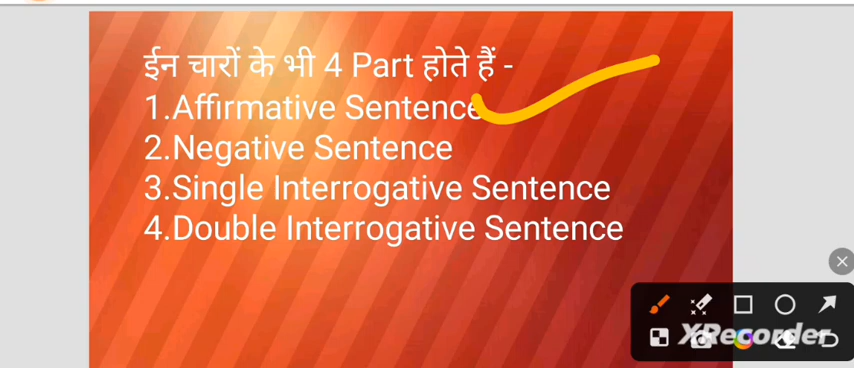 ईन चारों के भी 4 Part होते हैं -
1.Affirmative Sentence
2.Negative Sentence
3.Single Interrogative Sentence
4.Double Interrogative Sentence
XRecorder